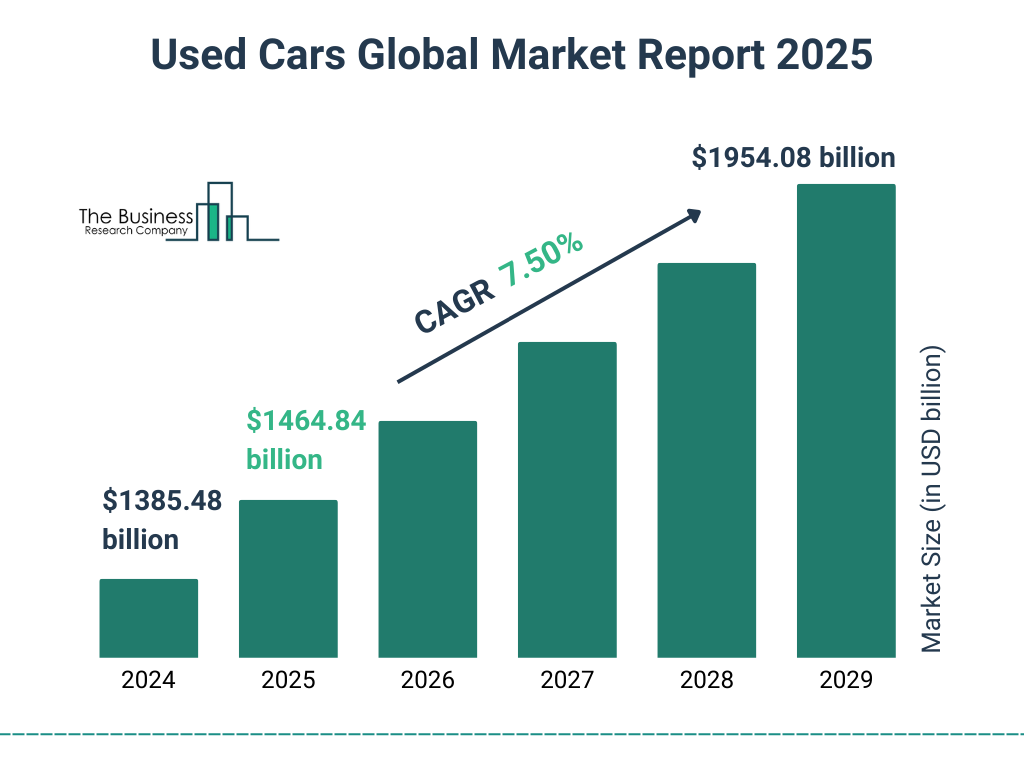 Used Cars Global Market Report 2025
$1954.08 billion
The Business
Research Company
CAGR 7.50%
$1464.84
billion
$1385.48
billion
Market Size (in USD billion)
2024
2025
2026
2027
2028
2029